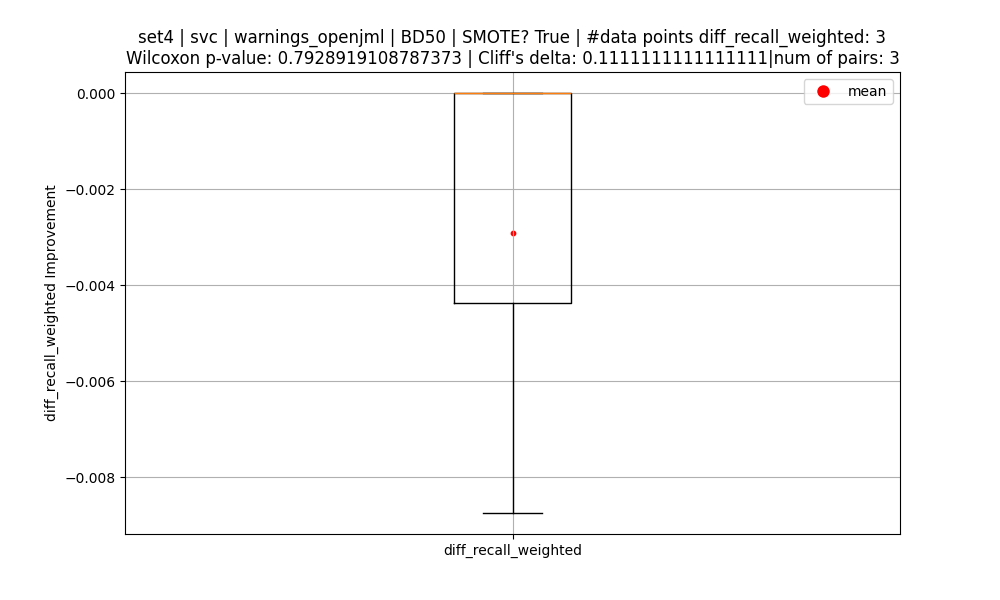 set4 | svc | warnings_openjml | BD50 | SMOTE? True | #data points diff_recall_weighted: 3
Wilcoxon p-value: 0.7928919108787373 | Cliff's delta: 0.1111111111111111|num of pairs: 3
mean
0.000
−0.002
−0.004
−0.006
−0.008
diff_recall_weighted Improvement
diff_recall_weighted